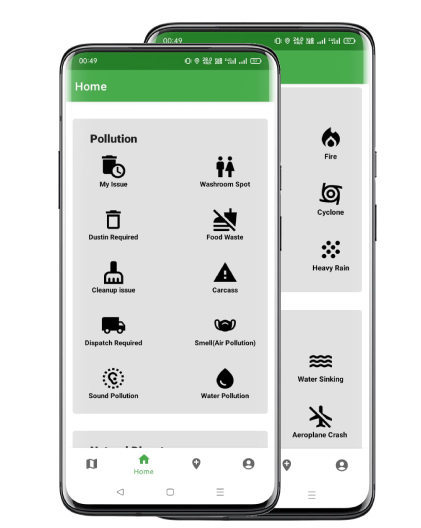 00:49
Home
Pollution
My Issue
Washroom Spot
Dustin Required
Food Waste
Cleanup issue
Carcass
Dispatch Required
Smell(Air Pollution)
Sound Pollution
Water Pollution
Home
00:49
Fire
Cyclone
Heavy Rain
Water Sinking
Aeroplane Crash